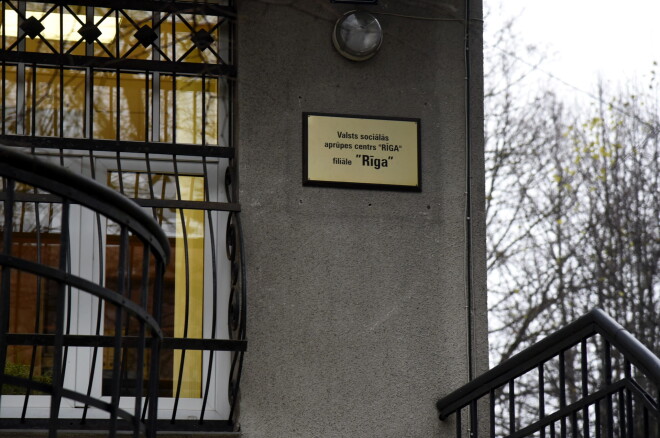 Valsts sociālās
aprūpes centrs "RĪGA"
filiāle "Rīga"